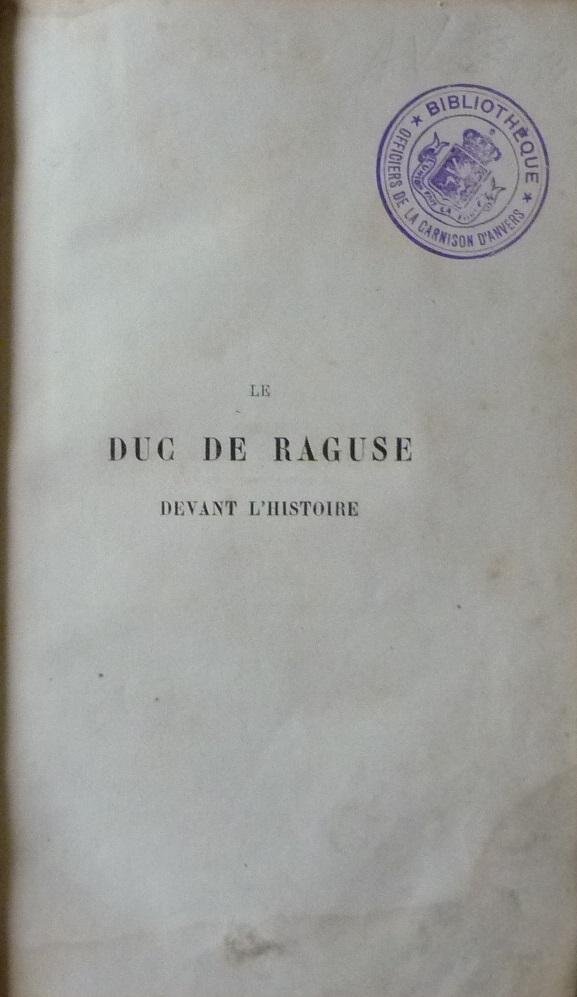 ★ BIBLIOTHÈQUE ★
OFFICIERS DE LA GARNISON D'ANVERS
LE
DUC DE RAGUSE
DEVANT L'HISTOIRE